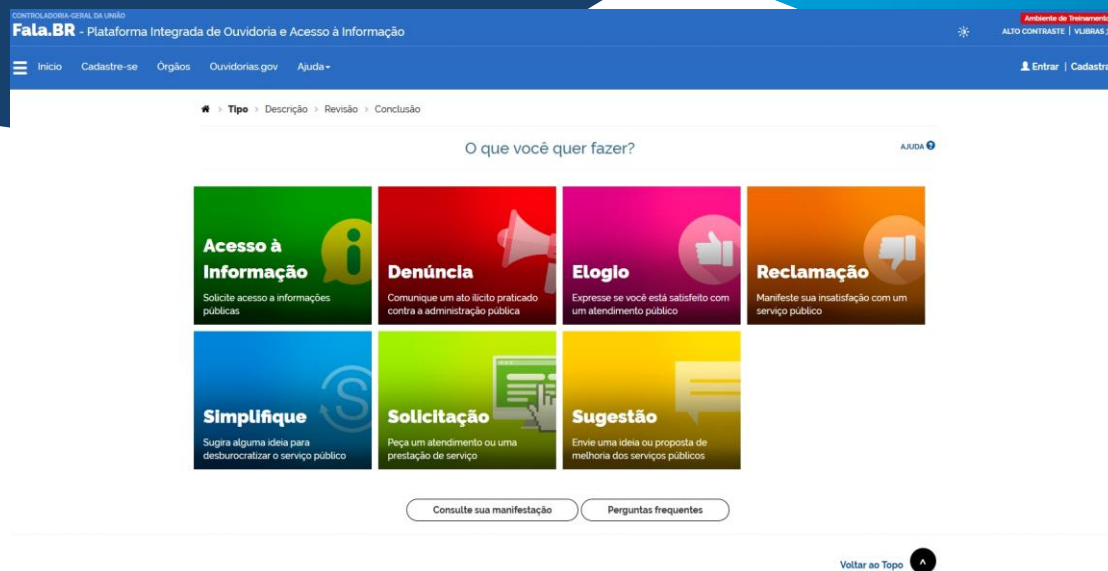 CONTROLADORIA-GERAL DA UNIÃO
Fala.BR - Plataforma Integrada de Ouvidoria e Acesso à Informação
Ambiente de Treinamento
ALTO CONTRASTE | VLIBRAS
Início Cadastre-se Órgãos Ouvidorias.gov Ajuda
Entrar | Cadastra
> Tipo > Descrição > Revisão > Conclusão
O que você quer fazer?
AJUDA
Acesso à
Informação
Solicite acesso a informações
públicas
Denúncia
Comunique um ato ilícito praticado
contra a administração pública
Elogio
Expresse se você está satisfeito com
um atendimento público
Reclamação
Manifeste sua insatisfação com um
serviço público
Simplifique
Sugira alguma ideia para
desburocratizar o serviço público
Solicitação
Peça um atendimento ou uma
prestação de serviço
Sugestão
Envie uma ideia ou proposta de
melhoria dos serviços públicos
Consulte sua manifestação
Perguntas frequentes
Voltar ao Topo